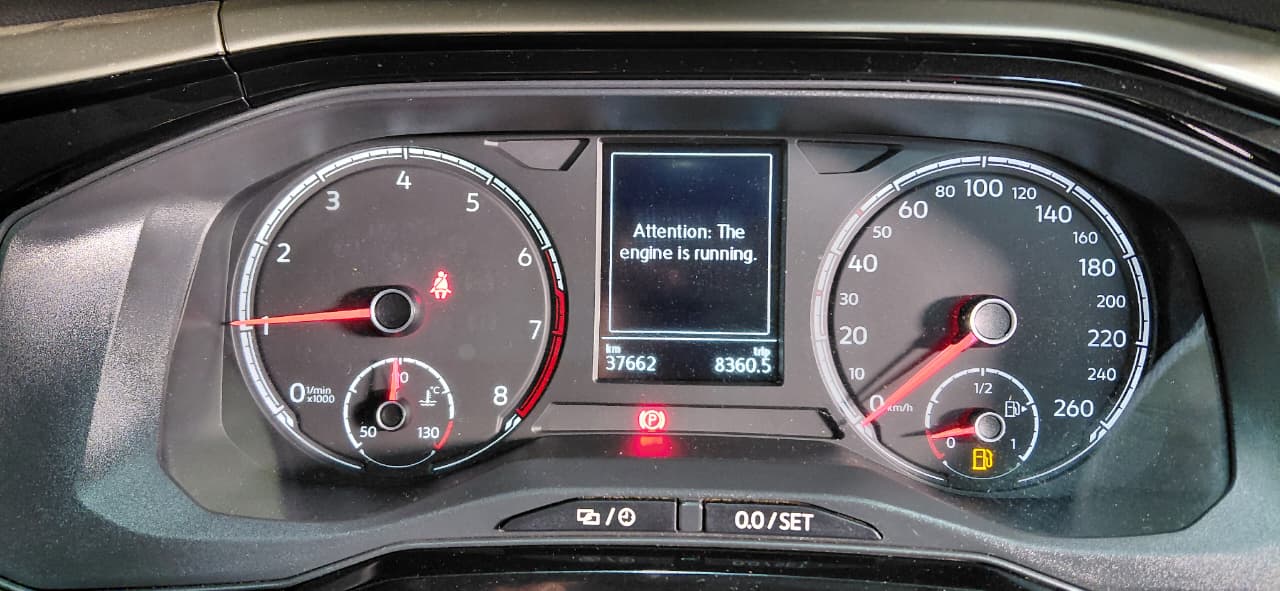 4
3
5
2
6
1
7
0 1/min
x1000
8
90
°C
50
130
Attention: The
engine is running.
km
trip
37662
8360.5
P
80 100 120
60
140
50
160
40
180
30
200
20
220
10
240
0 km/h
260
1/2
0
1
/
0.0/SET